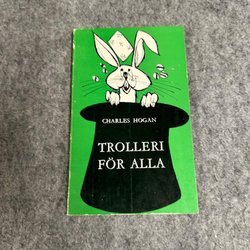 CHARLES HOGAN
TROLLERI
FÖR ALLA